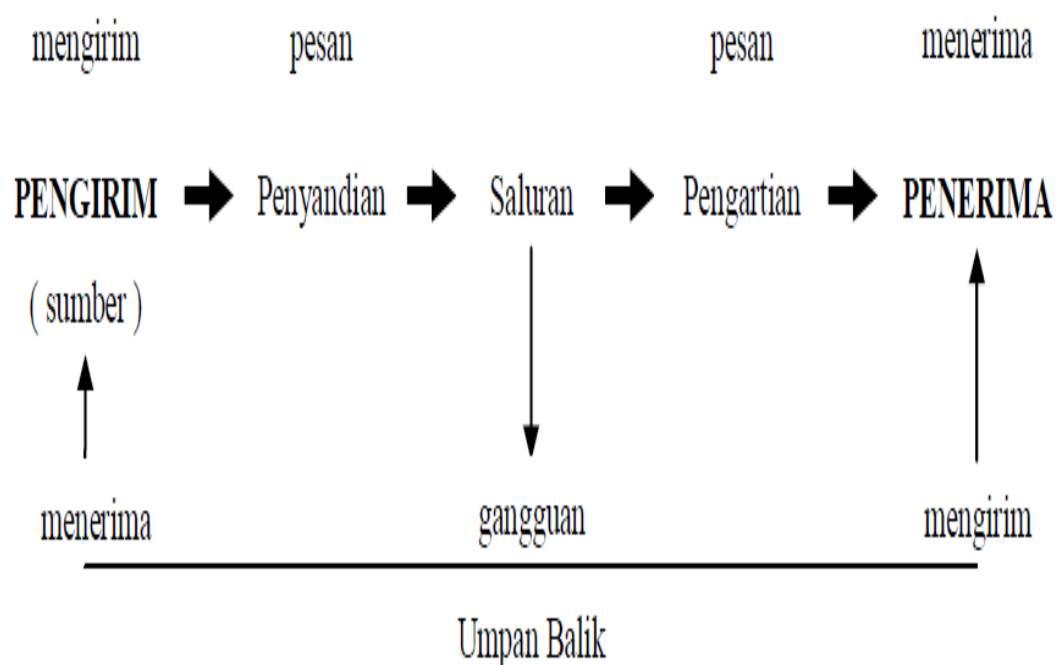 mengirim pesan pesan menerima
PENGIRIM Penyandian Saluran Pengartian PENERIMA
( sumber )
menerima gangguan mengirim
Umpan Balik